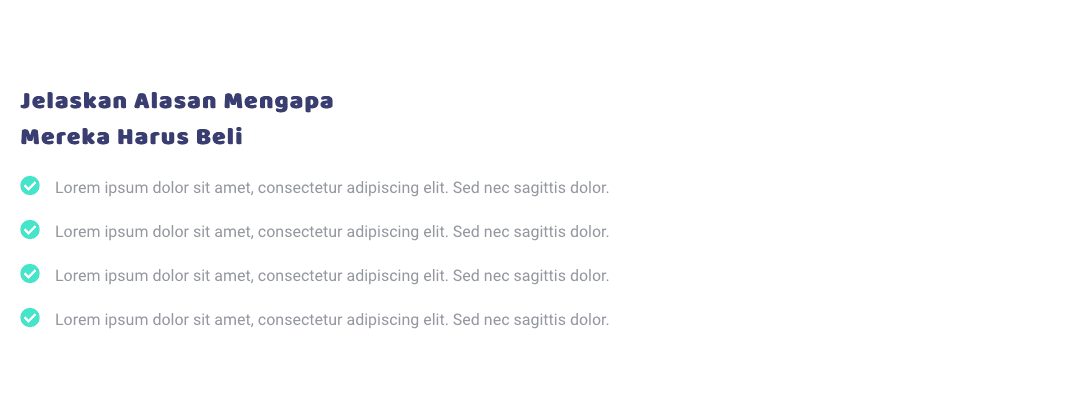 Jelaskan Alasan Mengapa
Mereka Harus Beli
Lorem ipsum dolor sit amet, consectetur adipiscing elit. Sed nec sagittis dolor.
Lorem ipsum dolor sit amet, consectetur adipiscing elit. Sed nec sagittis dolor.
Lorem ipsum dolor sit amet, consectetur adipiscing elit. Sed nec sagittis dolor.
Lorem ipsum dolor sit amet, consectetur adipiscing elit. Sed nec sagittis dolor.